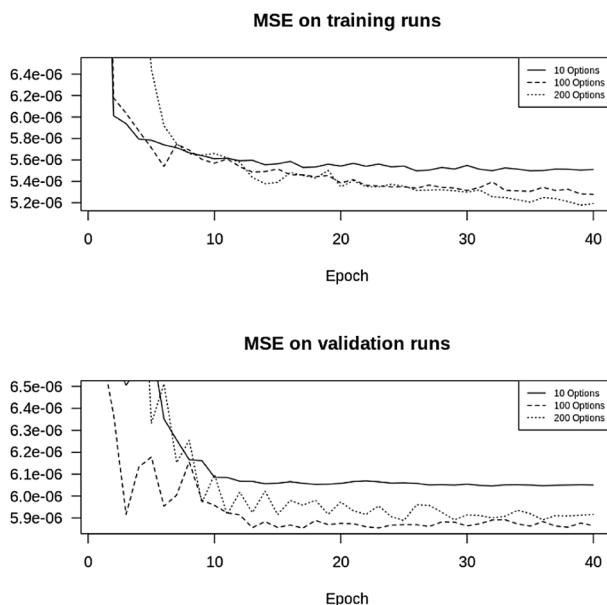 MSE on training runs
6.4e-06
6.2e-06
6.0e-06
5.8e-06
5.6e-06
5.4e-06
5.2e-06
10 Options
100 Options
200 Options
0 10 20 30 40
Epoch
MSE on validation runs
6.5e-06
6.4e-06
6.3e-06
6.2e-06
6.1e-06
6.0e-06
5.9e-06
10 Options
100 Options
200 Options
0 10 20 30 40
Epoch